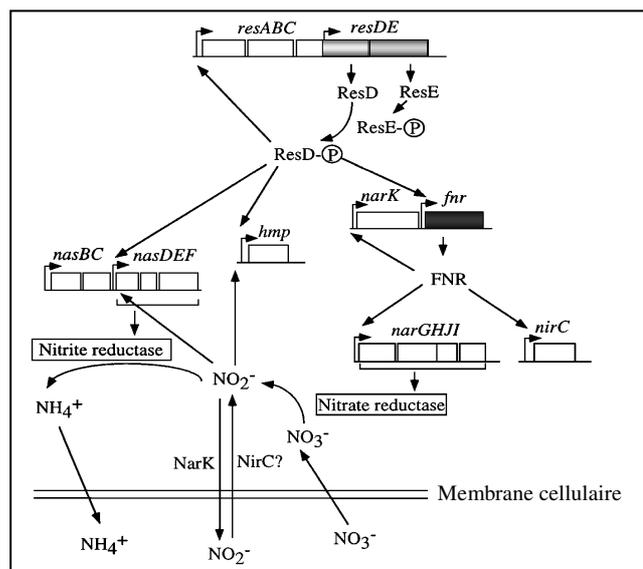 resABC resDE
ResD ResE
ResE-Ⓟ
ResD-Ⓟ
narK fnr
hmp
nasBC nasDEF
FNR
narGHJI nirC
Nitrite reductase
NO2-
Nitrate reductase
NH4+
NO3-
NarK NirC?
Membrane cellulaire
NH4+ NO2- NO3-